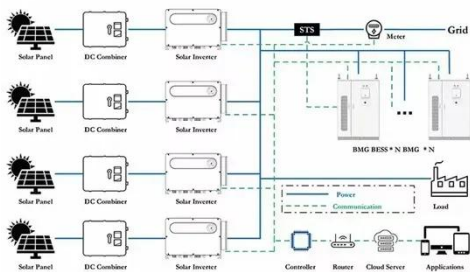 STS
Meter
Grid
Solar Panel
DC Combiner
Solar Inverter
Solar Panel
DC Combiner
Solar Inverter
BMG BESS * N BMG * N
Solar Panel
DC Combiner
Solar Inverter
Power
Communication
Load
Solar Panel
DC Combiner
Solar Inverter
Controller
Router
Cloud Server
Applications